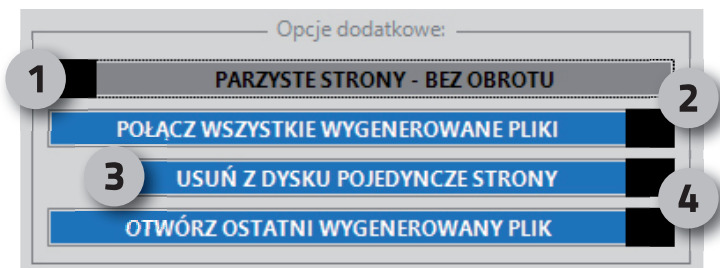 Opcje dodatkowe:
1
PARZYSTE STRONY - BEZ OBROTU
2
POŁĄCZ WSZYSTKIE WYGENEROWANE PLIKI
3
USUŃ Z DYSKU POJEDYNCZE STRONY
4
OTWÓRZ OSTATNI WYGENEROWANY PLIK